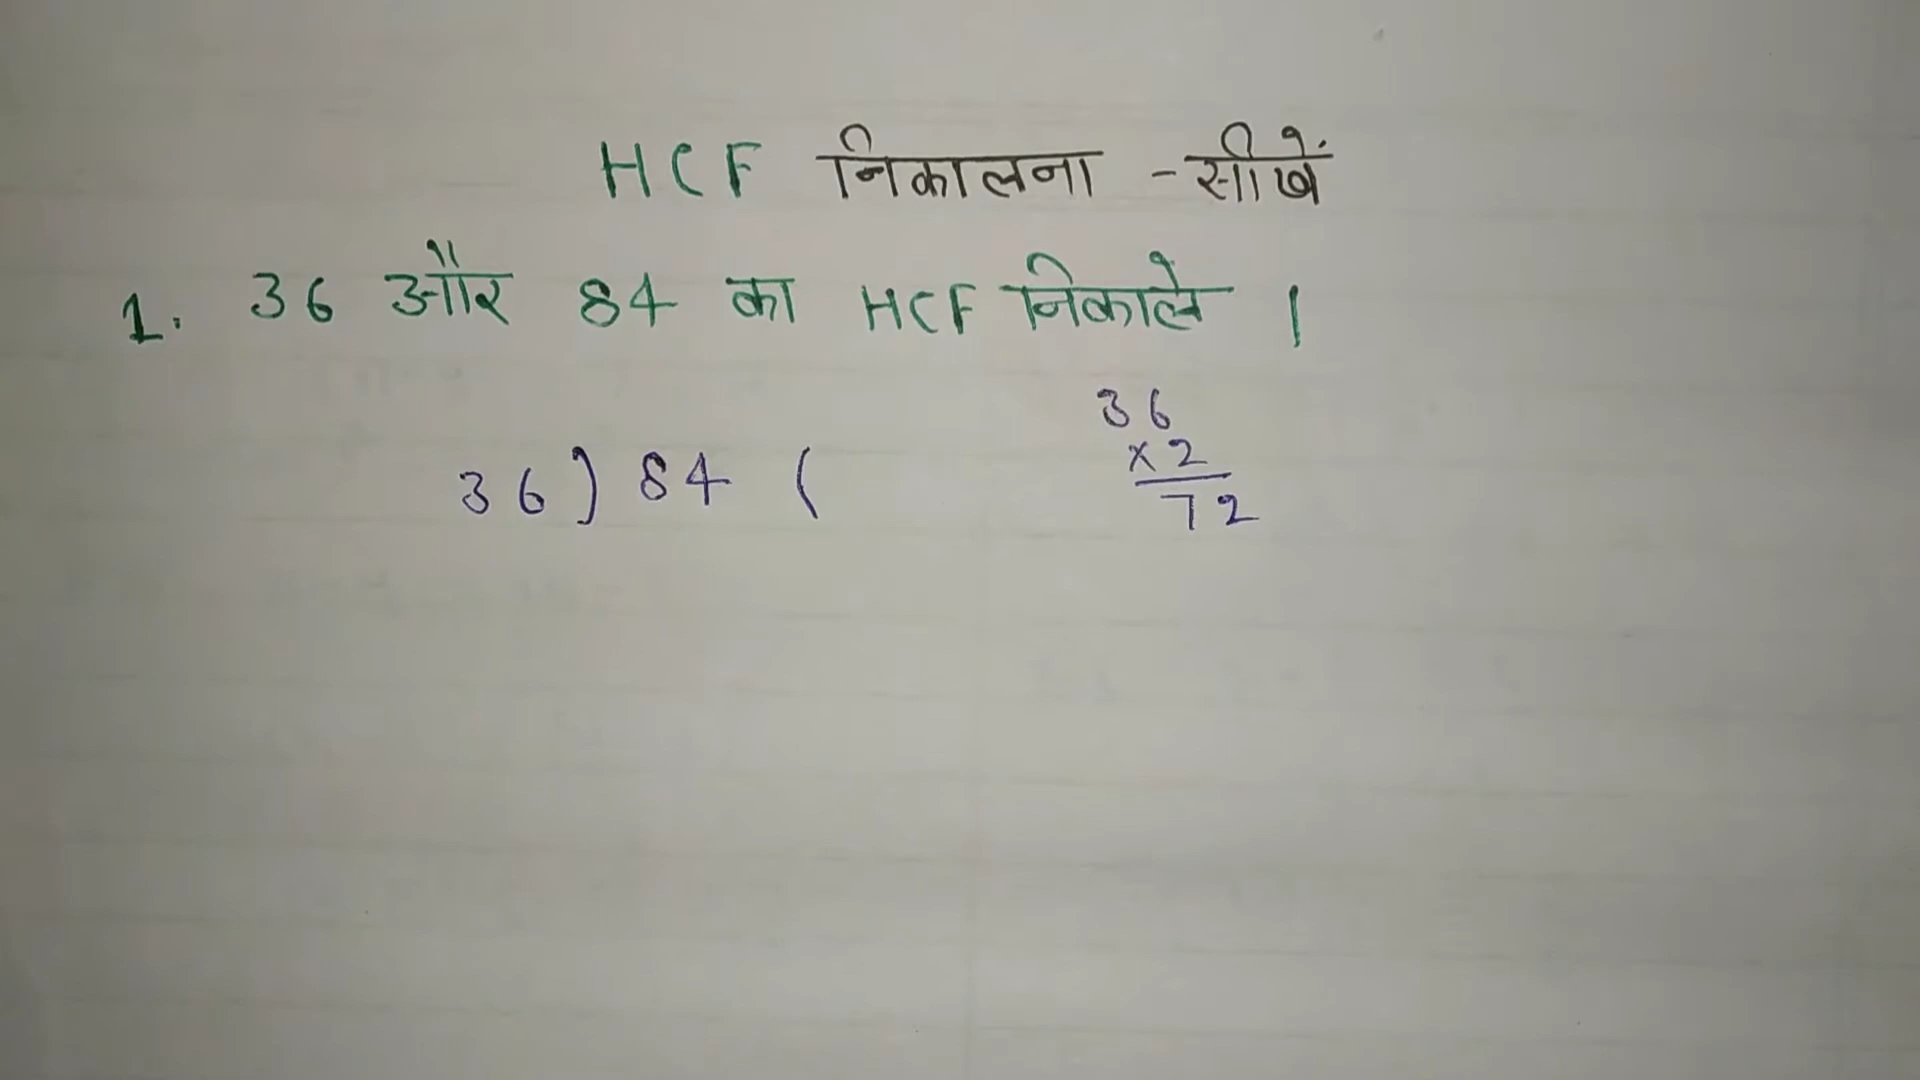 HCF निकालना - सीखें
1. 36 और 84 का HCF निकाले ।
36
×2
36 ) 84 (
72